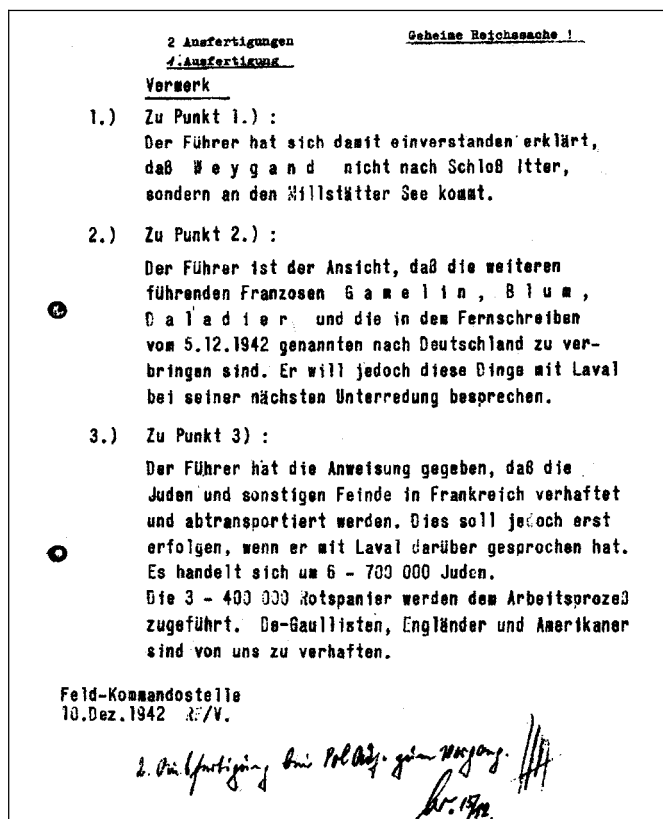 2 Ausfertigungen
Geheime Reichssache !
1.Ausfertigung
Vermerk
1.) Zu Punkt 1.) :
Der Führer hat sich damit einverstanden erklärt,
daß W e y g a n d nicht nach Schloß Itter,
sondern an den Millstätter See kommt.
2.) Zu Punkt 2.) :
Der Führer ist der Ansicht, daß die weiteren
führenden Franzosen G a m e l i n , B l u m ,
D a l a d i e r und die in dem Fernschreiben
vom 5.12.1942 genannten nach Deutschland zu ver-
bringen sind. Er will jedoch diese Dinge mit Laval
bei seiner nächsten Unterredung besprechen.
3.) Zu Punkt 3) :
Der Führer hat die Anweisung gegeben, daß die
Juden und sonstigen Feinde in Frankreich verhaftet
und abtransportiert werden. Dies soll jedoch erst
erfolgen, wenn er mit Laval darüber gesprochen hat.
Es handelt sich um 6 - 700 000 Juden.
Die 3 - 400 000 Rotspanier werden dem Arbeitsprozeß
zugeführt. De-Gaullisten, Engländer und Amerikaner
sind von uns zu verhaften.
Feld-Kommandostelle
10.Dez.1942 RF/V.
2. Ausfertigung zum Vorgang.
15/12.